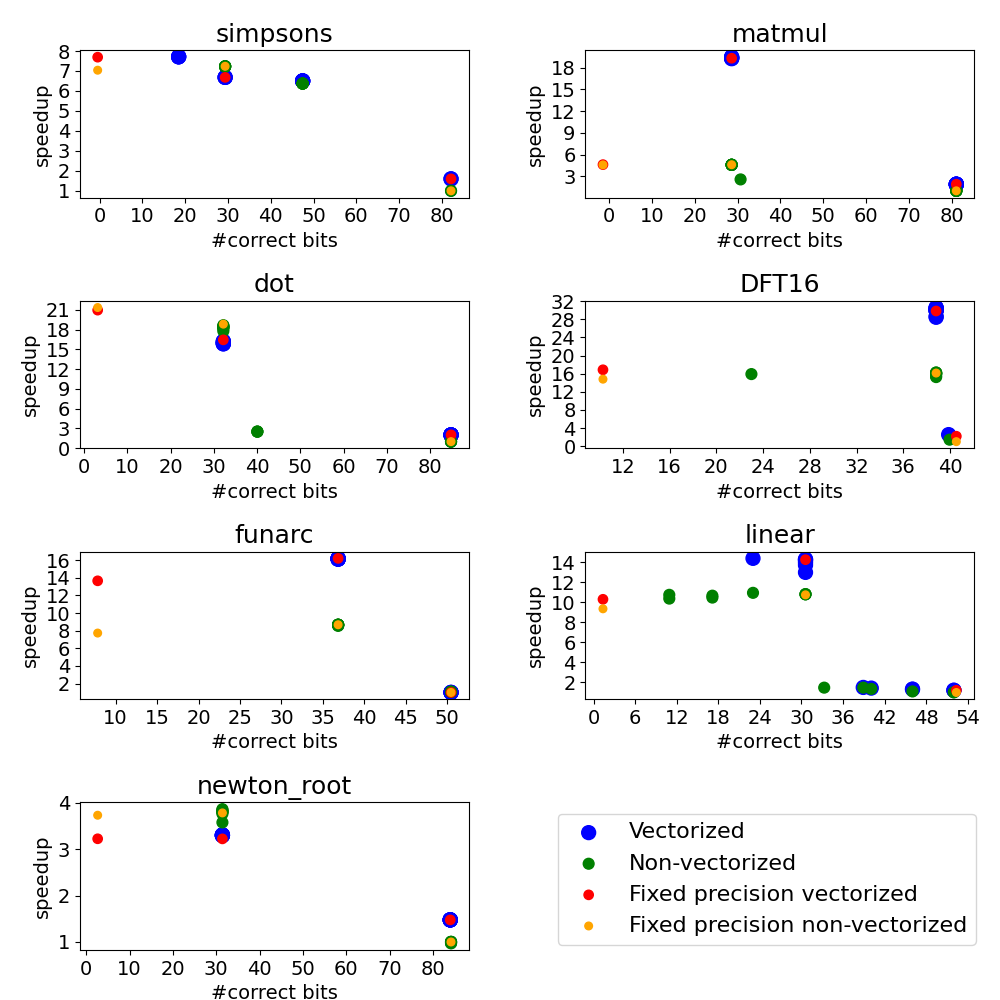 simpsons
8
7
6
5
4
3
2
1
speedup
0 10 20 30 40 50 60 70 80
#correct bits
matmul
18
15
12
9
6
3
speedup
0 10 20 30 40 50 60 70 80
#correct bits
dot
21
18
15
12
9
6
3
0
speedup
0 10 20 30 40 50 60 70 80
#correct bits
DFT16
32
28
24
20
16
12
8
4
0
speedup
12 16 20 24 28 32 36 40
#correct bits
funarc
16
14
12
10
8
6
4
2
speedup
10 15 20 25 30 35 40 45 50
#correct bits
linear
14
12
10
8
6
4
2
speedup
0 6 12 18 24 30 36 42 48 54
#correct bits
newton_root
4
3
2
1
speedup
0 10 20 30 40 50 60 70 80
#correct bits
Vectorized
Non-vectorized
Fixed precision vectorized
Fixed precision non-vectorized